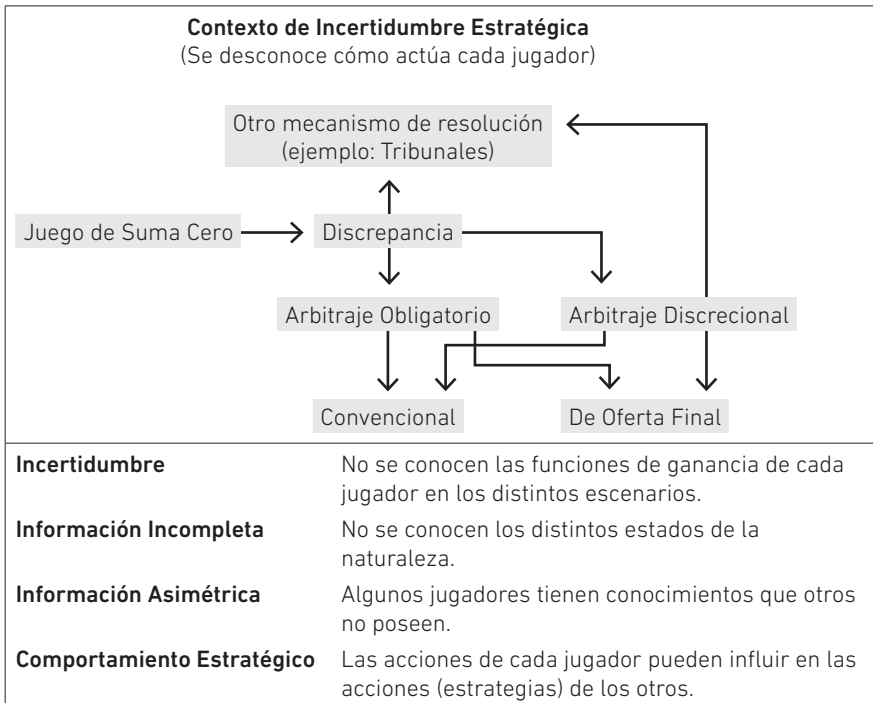 Contexto de Incertidumbre Estratégica
(Se desconoce cómo actúa cada jugador)
Otro mecanismo de resolución
(ejemplo: Tribunales)
Juego de Suma Cero
Discrepancia
Arbitraje Obligatorio
Arbitraje Discrecional
Convencional
De Oferta Final
Incertidumbre
No se conocen las funciones de ganancia de cada
jugador en los distintos escenarios.
Información Incompleta
No se conocen los distintos estados de la
naturaleza.
Información Asimétrica
Algunos jugadores tienen conocimientos que otros
no poseen.
Comportamiento Estratégico
Las acciones de cada jugador pueden influir en las
acciones (estrategias) de los otros.